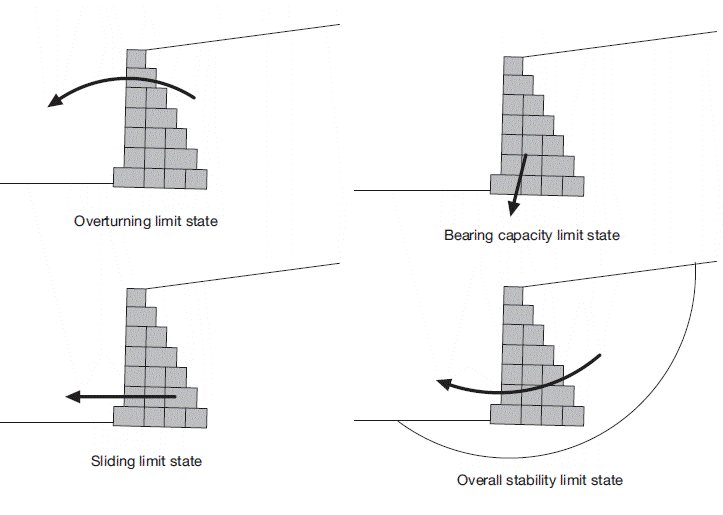 Overturning limit state
Bearing capacity limit state
Sliding limit state
Overall stability limit state